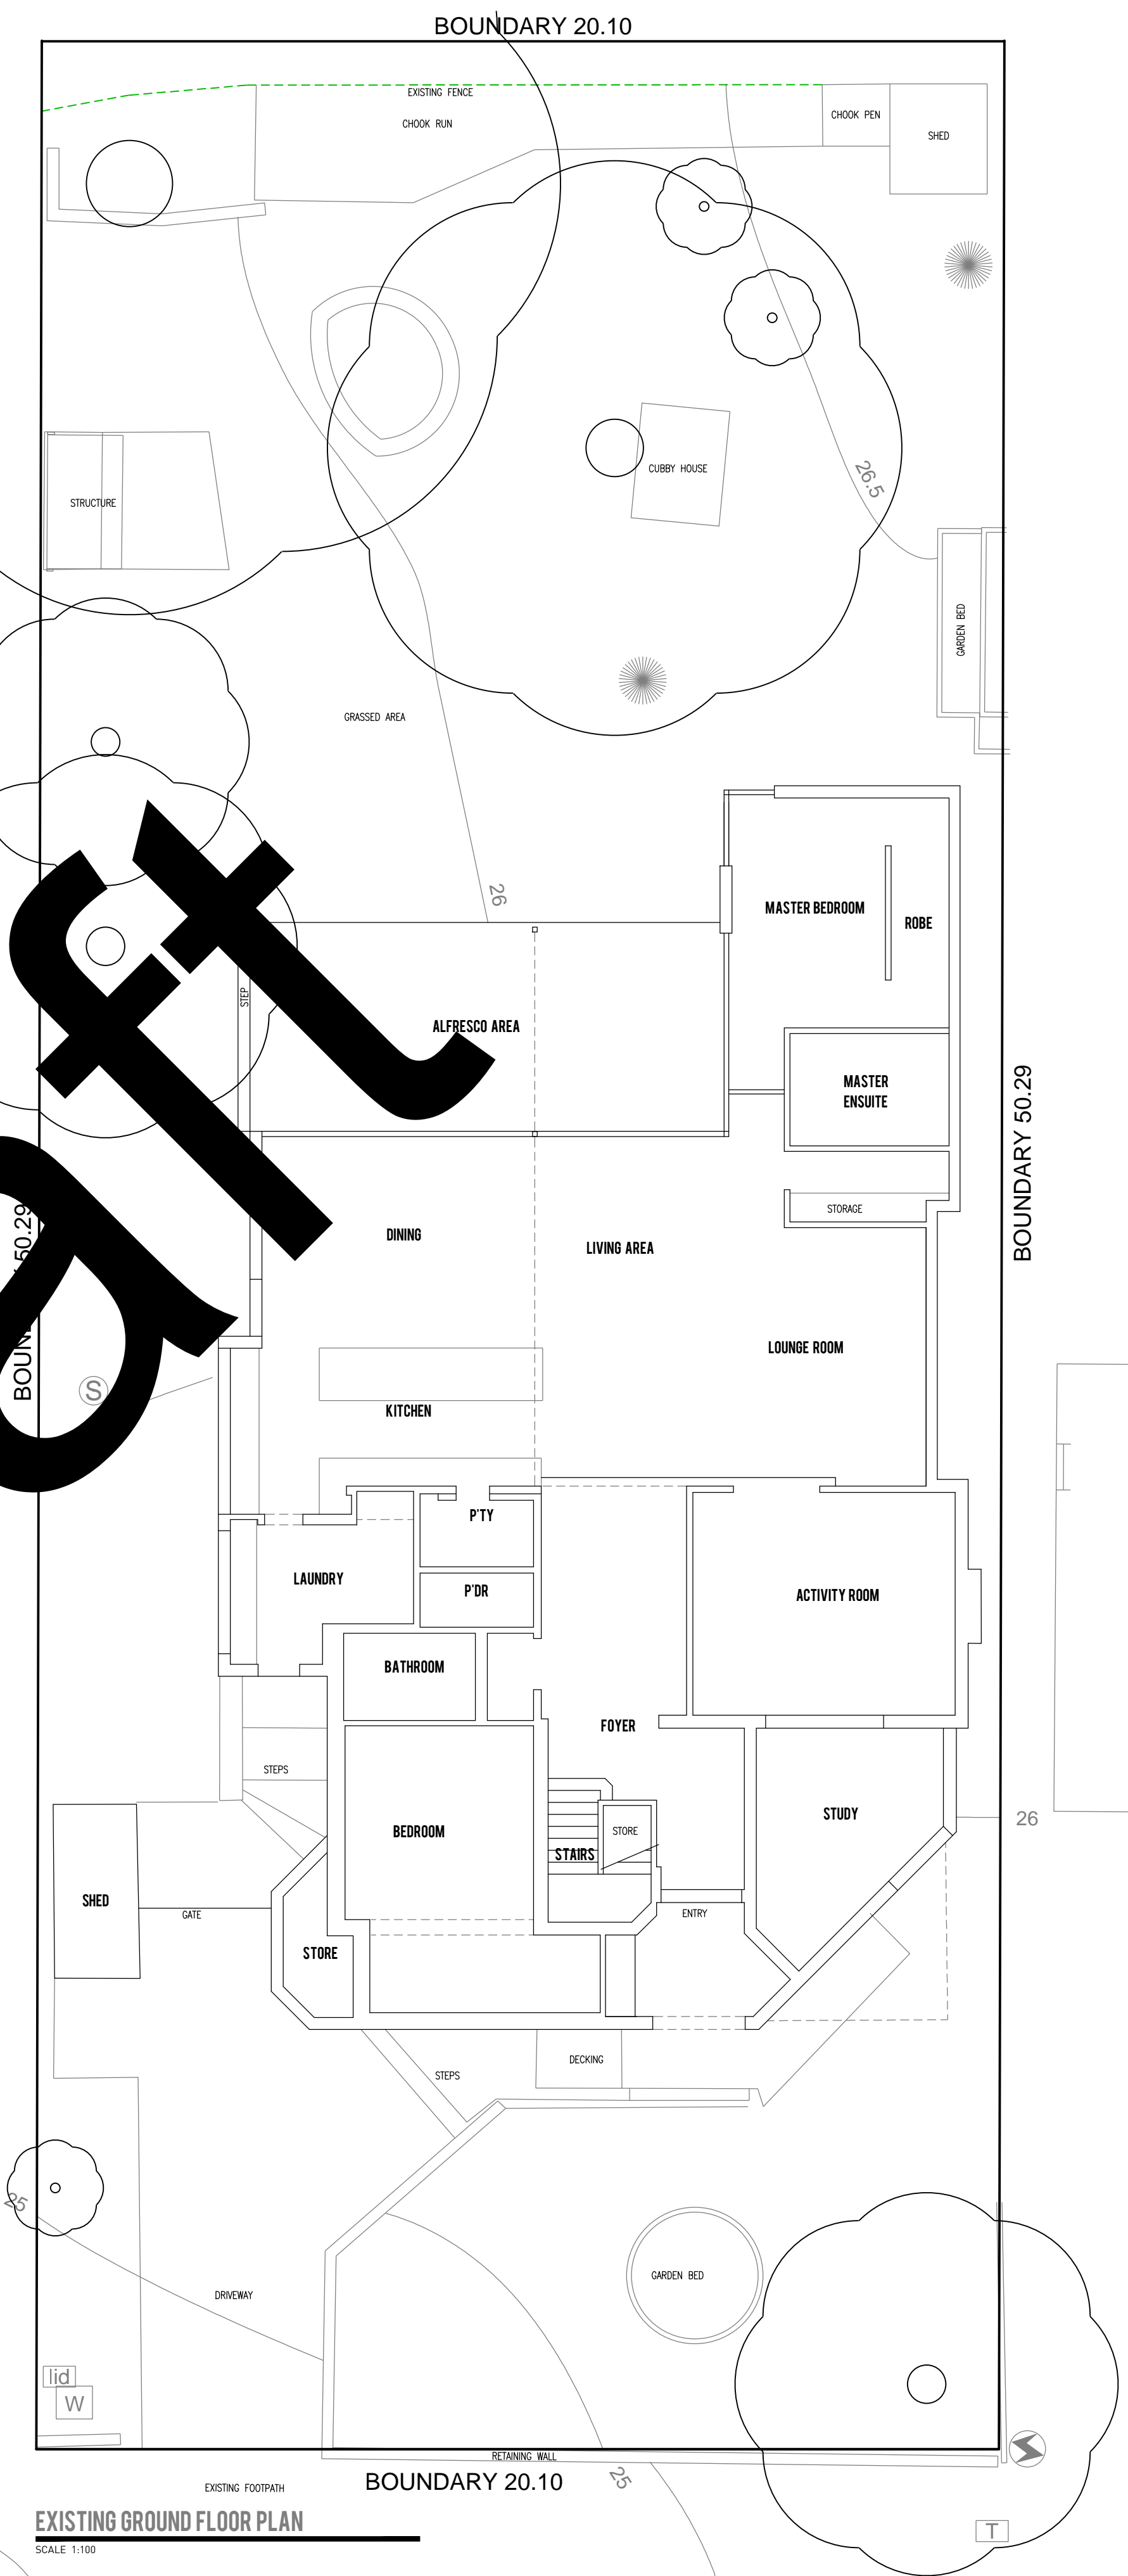 BOUNDARY 20.10
EXISTING FENCE
CHOOK RUN
CHOOK PEN
SHED
CUBBY HOUSE
26.5
STRUCTURE
GARDEN BED
GRASSED AREA
26
MASTER BEDROOM
ROBE
STEP
ALFRESCO AREA
MASTER
ENSUITE
BOUNDARY 50.29
STORAGE
DINING
LIVING AREA
50.29
BOUN
LOUNGE ROOM
S
KITCHEN
aft
P'TY
LAUNDRY
P'DR
ACTIVITY ROOM
BATHROOM
FOYER
STEPS
STUDY
26
BEDROOM
STORE
STAIRS
SHED
GATE
ENTRY
STORE
DECKING
STEPS
25
GARDEN BED
DRIVEWAY
lid
W
RETAINING WALL
BOUNDARY 20.10
25
EXISTING FOOTPATH
EXISTING GROUND FLOOR PLAN
T
SCALE 1:100